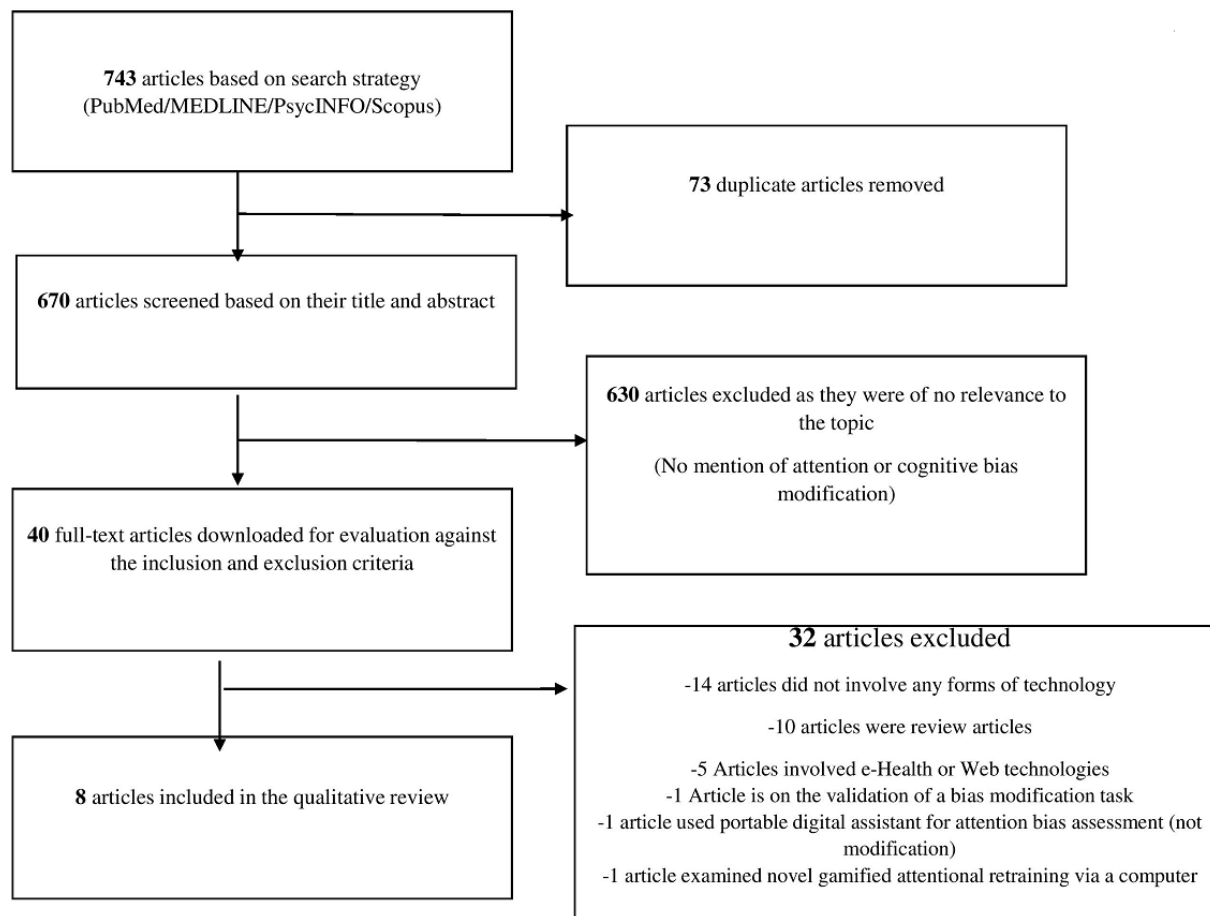 743 articles based on search strategy
(PubMed/MEDLINE/PsycINFO/Scopus)
73 duplicate articles removed
670 articles screened based on their title and abstract
630 articles excluded as they were of no relevance to
the topic
(No mention of attention or cognitive bias
modification)
40 full-text articles downloaded for evaluation against
the inclusion and exclusion criteria
32 articles excluded
-14 articles did not involve any forms of technology
-10 articles were review articles
-5 Articles involved e-Health or Web technologies
-1 Article is on the validation of a bias modification task
-1 article used portable digital assistant for attention bias assessment (not
modification)
-1 article examined novel gamified attentional retraining via a computer
8 articles included in the qualitative review